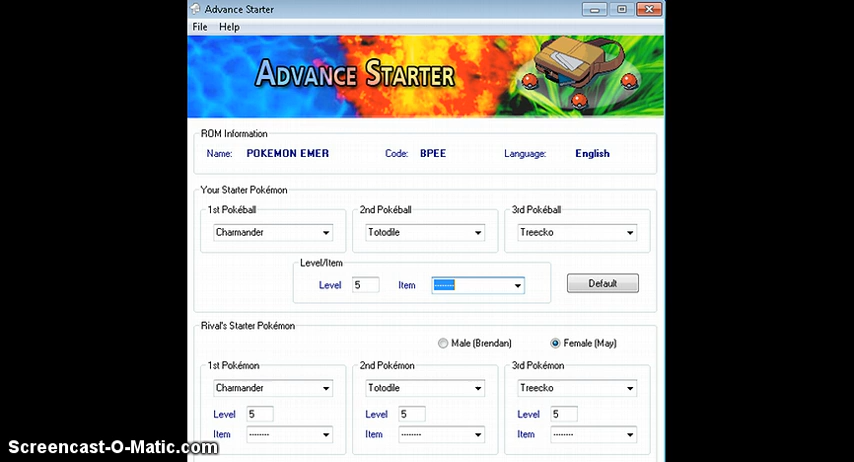 Advance Starter
File Help
ADVANCE STARTER
ROM Information
Name: POKEMON EMER Code: BPEE Language: English
Your Starter Pokémon
1st Pokéball 2nd Pokéball 3rd Pokéball
Charmander Totodile Treecko
Level/Item
Level 5 Item -------- Default
Rival's Starter Pokémon
Male (Brendan) Female (May)
1st Pokémon 2nd Pokémon 3rd Pokémon
Charmander Totodile Treecko
Level 5 Level 5 Level 5
Item -------- Item -------- Item --------
Screencast-O-Matic.com